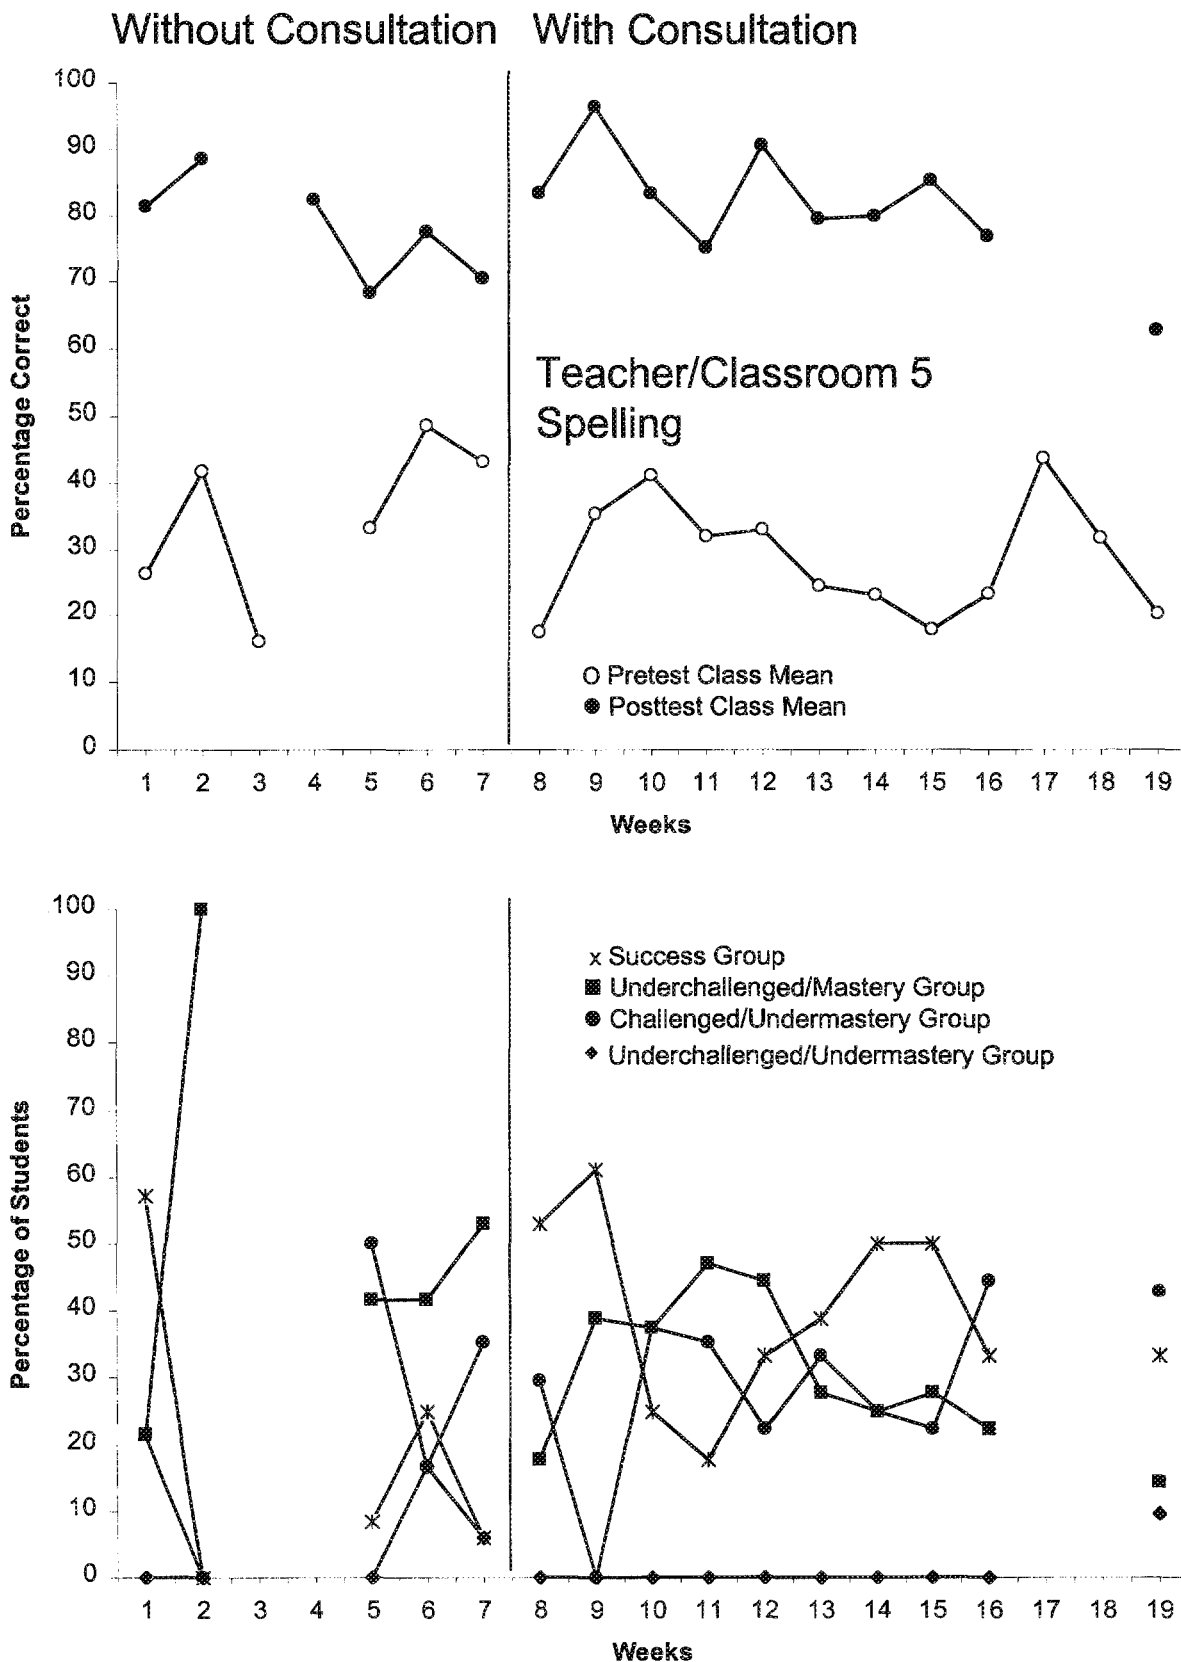 Without Consultation With Consultation
100
90
80
70
60
50
40
30
20
10
0
Percentage Correct
Teacher/Classroom 5
Spelling
Pretest Class Mean
Posttest Class Mean
1 2 3 4 5 6 7 8 9 10 11 12 13 14 15 16 17 18 19
Weeks
100
90
80
70
60
50
40
30
20
10
0
Percentage of Students
Success Group
Underchallenged/Mastery Group
Challenged/Undermastery Group
Underchallenged/Undermastery Group
1 2 3 4 5 6 7 8 9 10 11 12 13 14 15 16 17 18 19
Weeks